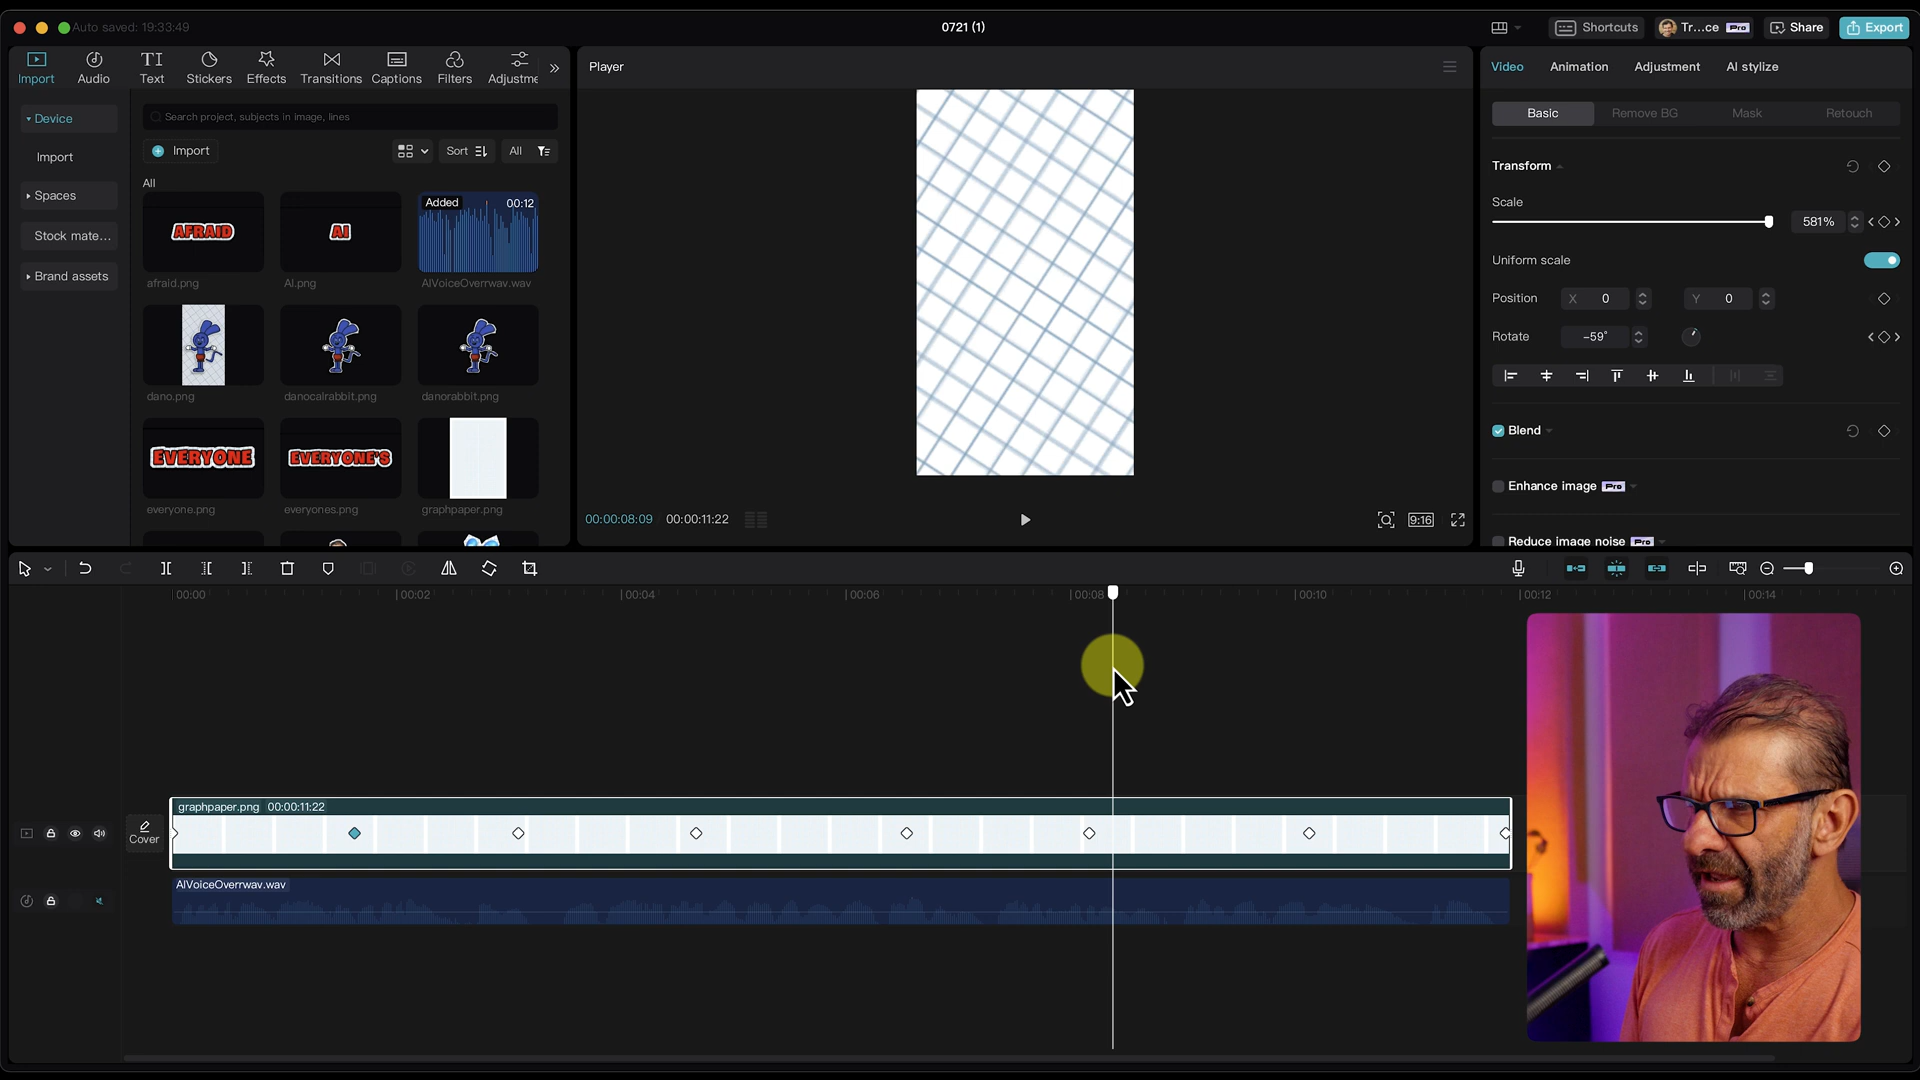 Auto saved: 19:33:49
0721 (1)
Shortcuts
Tr...ce
Pro
Share
Export
Import
Audio
Text
Stickers
Effects
Transitions
Captions
Filters
Adjustme
Player
Video
Animation
Adjustment
AI stylize
Device
Import
Spaces
Stock mate...
Brand assets
Search project, subjects in image, lines
Import
Sort
All
All
AFRAID
AI
Added
00:12
afraid.png
AI.png
AIVoiceOverrwav.wav
dano.png
danocalrabbit.png
danorabbit.png
EVERYONE
EVERYONE'S
everyone.png
everyones.png
graphpaper.png
00:00:08:09
00:00:11:22
9:16
Basic
Remove BG
Mask
Retouch
Transform
Scale
581%
Uniform scale
Position
X
0
Y
0
Rotate
-59°
Blend
Enhance image
Pro
Reduce image noise
Pro
00:00
00:02
00:04
00:06
00:08
00:10
00:12
00:14
Cover
graphpaper.png 00:00:11:22
AIVoiceOverrwav.wav